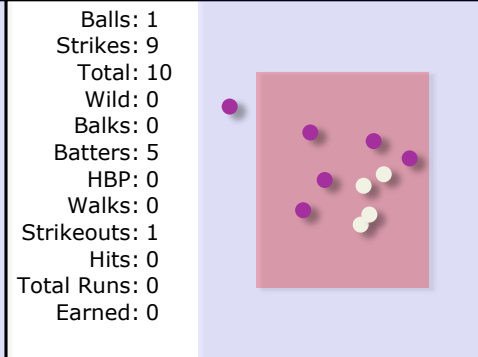 Balls: 1
Strikes: 9
Total: 10
Wild: 0
Balks: 0
Batters: 5
HBP: 0
Walks: 0
Strikeouts: 1
Hits: 0
Total Runs: 0
Earned: 0